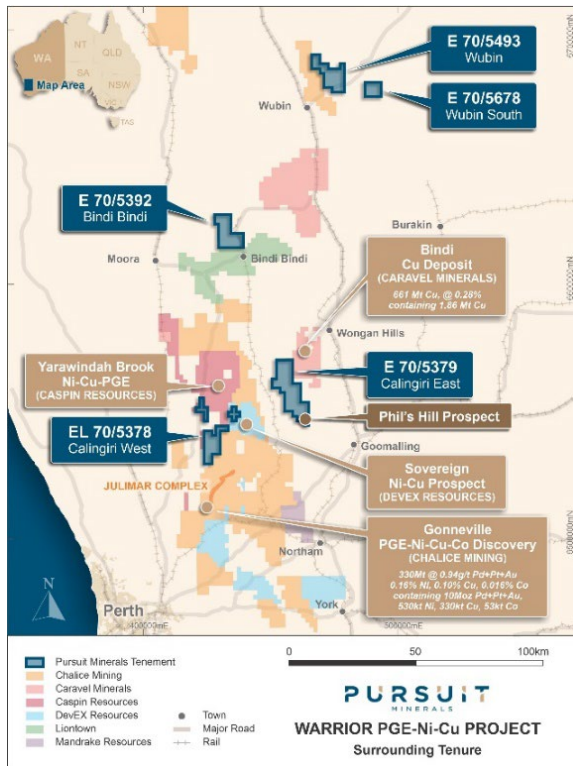 WA
NT
QLD
SA
NSW
VIC
TAS
Map Area
E 70/5493
Wubin
E 70/5678
Wubin South
Wubin
6700000mN
E 70/5392
Bindi Bindi
Burakin
Moora
Bindi Bindi
Bindi
Cu Deposit
(CARAVEL MINERALS)
661 Mt Cu, @ 0.28%
containing 1.86 Mt Cu
Wongan Hills
Yarawindah Brook
Ni-Cu-PGE
(CASPIN RESOURCES)
E 70/5379
Calingiri East
Phil's Hill Prospect
EL 70/5378
Calingiri West
Goomalling
Sovereign
Ni-Cu Prospect
(DEVEX RESOURCES)
JULIMAR COMPLEX
Gonneville
PGE-Ni-Cu-Co Discovery
(CHALICE MINING)
330Mt @ 0.94g/t Pd+Pt+Au
0.16% Ni, 0.10% Cu, 0.016% Co
containing 10Moz Pd+Pt+Au,
530kt Ni, 330kt Cu, 53kt Co
Northam
6500000mN
N
Perth
York
400000mE
500000mE
Pursuit Minerals Tenement
Chalice Mining
Caravel Minerals
Caspin Resources
DevEX Resources
Liontown
Mandrake Resources
Town
Major Road
Rail
0
50
100km
PURSUIT
MINERALS
WARRIOR PGE-Ni-Cu PROJECT
Surrounding Tenure